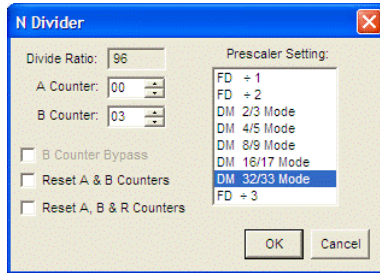 N Divider
Divide Ratio: 96
A Counter: 00
B Counter: 03
B Counter Bypass
Reset A & B Counters
Reset A, B & R Counters
Prescaler Setting:
FD ÷ 1
FD ÷ 2
DM 2/3 Mode
DM 4/5 Mode
DM 8/9 Mode
DM 16/17 Mode
DM 32/33 Mode
FD ÷ 3
OK Cancel